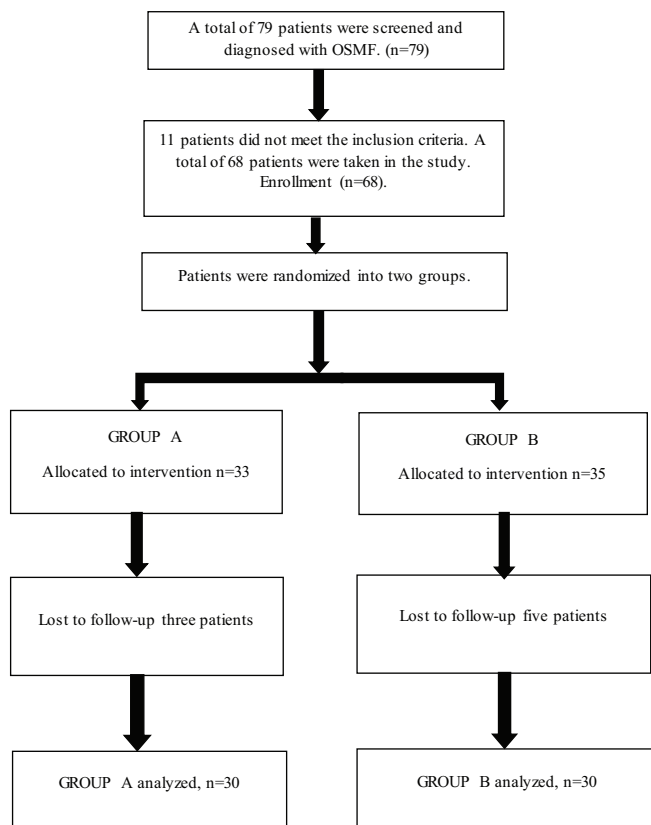 A total of 79 patients were screened and
diagnosed with OSMF. (n=79)
11 patients did not meet the inclusion criteria. A
total of 68 patients were taken in the study.
Enrollment (n=68).
Patients were randomized into two groups.
GROUP A
Allocated to intervention n=33
GROUP B
Allocated to intervention n=35
Lost to follow-up three patients
Lost to follow-up five patients
GROUP A analyzed, n=30
GROUP B analyzed, n=30